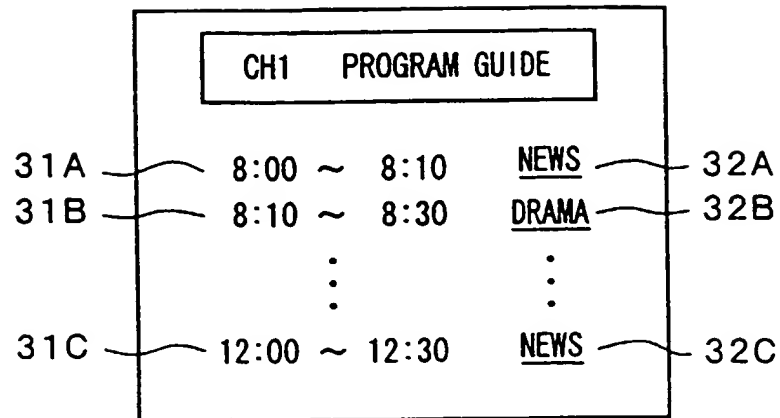 CH1 PROGRAM GUIDE
31A 8:00 ~ 8:10 NEWS 32A
31B 8:10 ~ 8:30 DRAMA 32B
31C 12:00 ~ 12:30 NEWS 32C